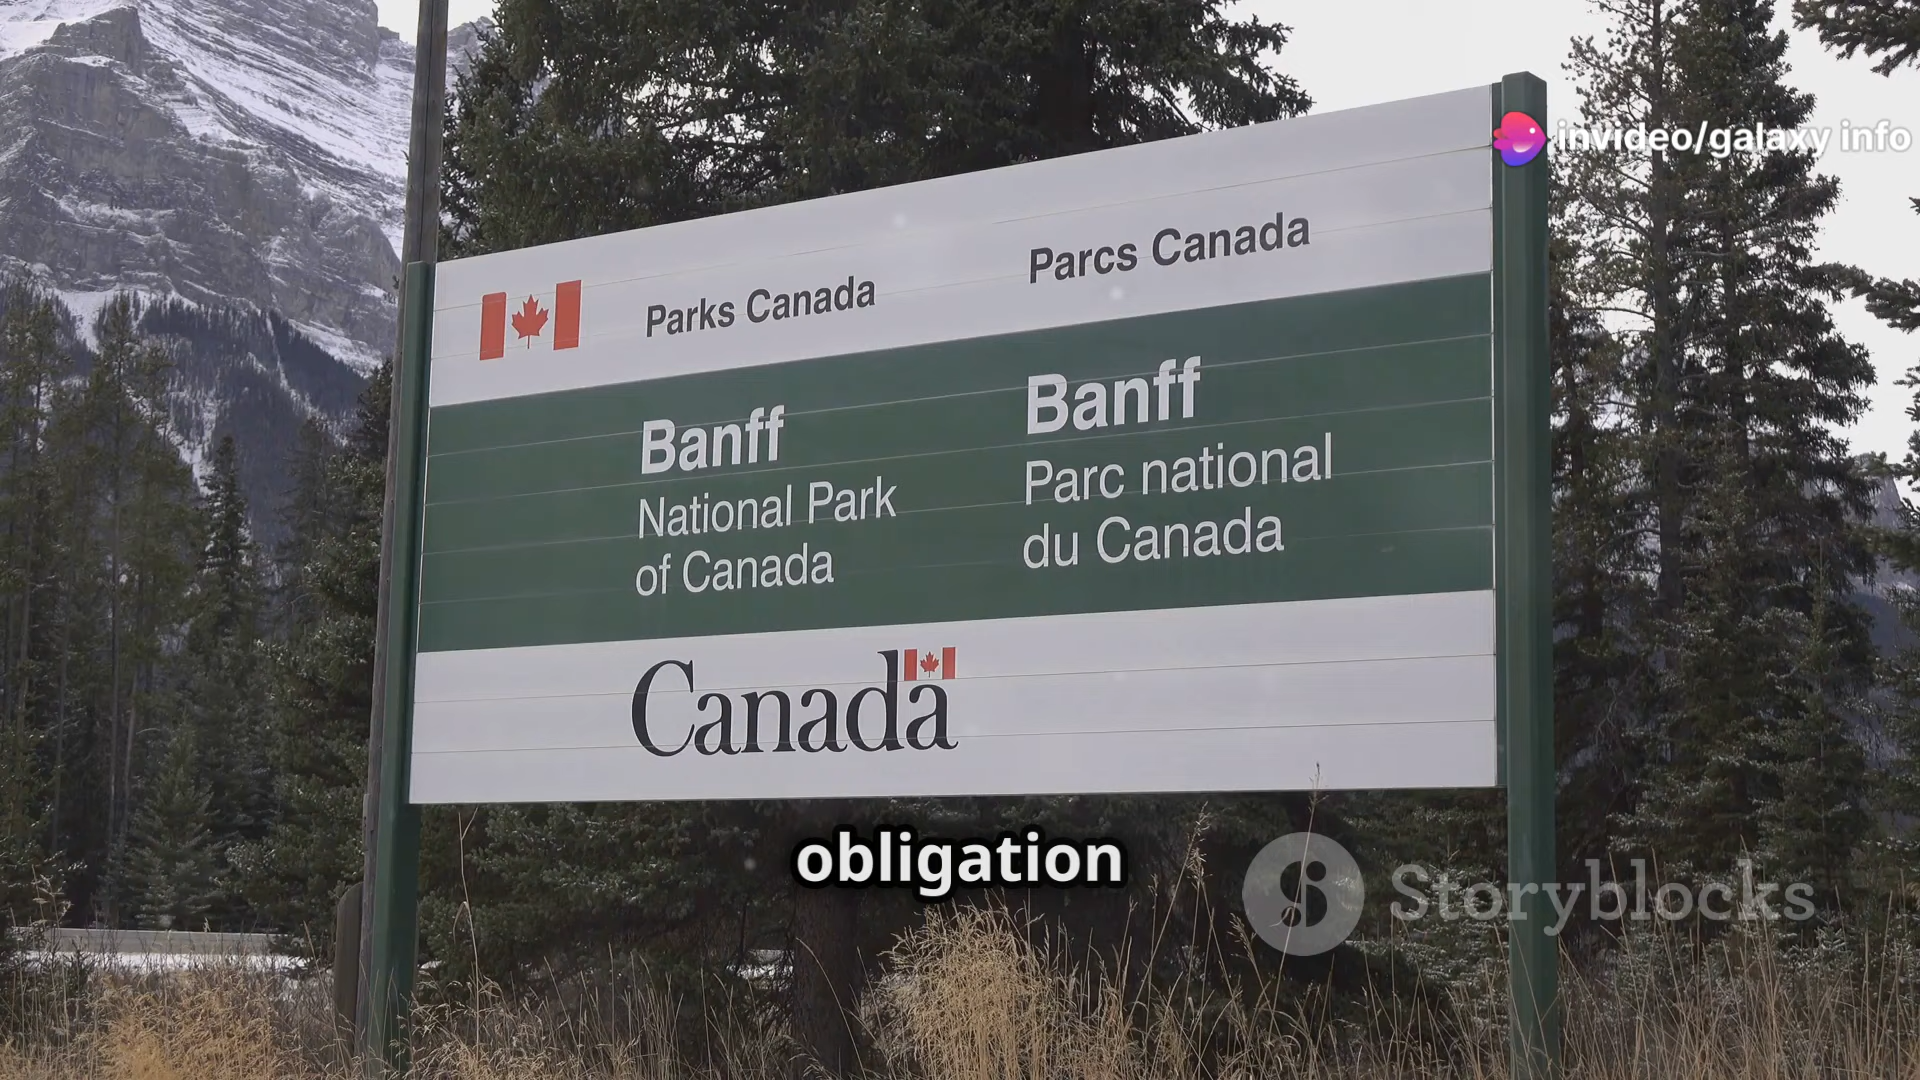 invideo/galaxy info
Parks Canada
Parcs Canada
Banff
National Park
of Canada
Banff
Parc national
du Canada
Canada
obligation
Storyblocks